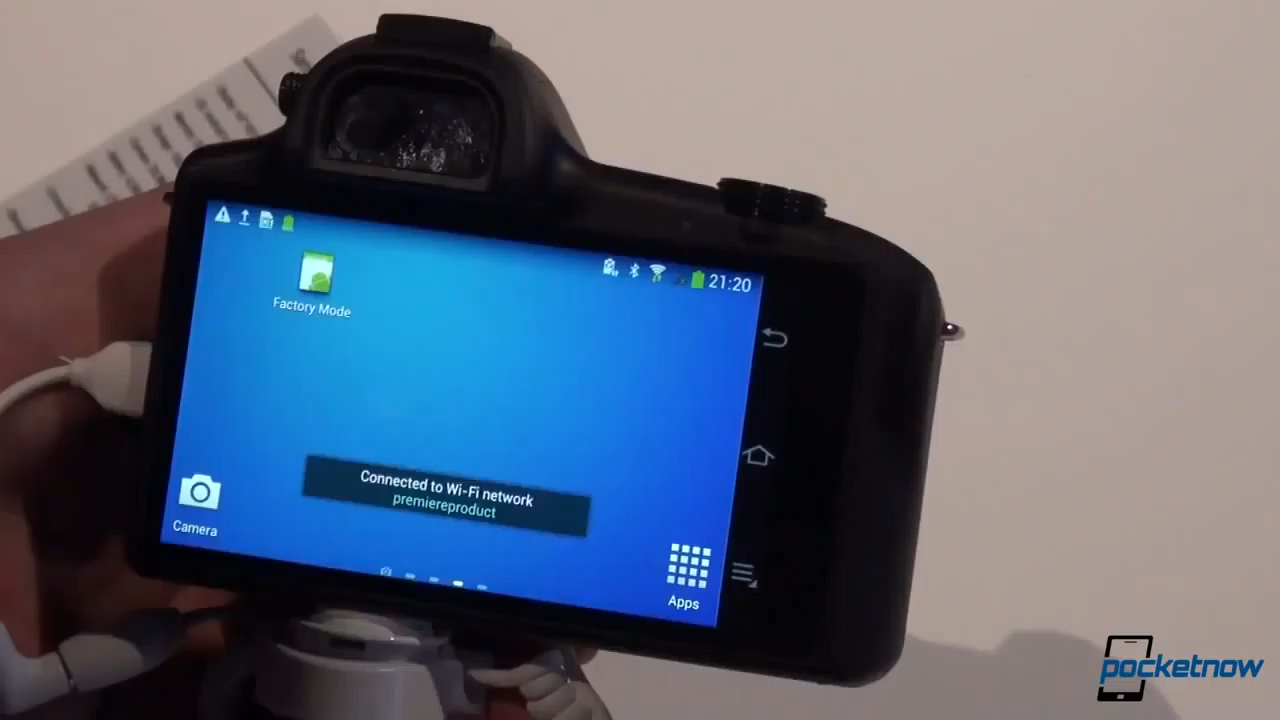 21:20
Factory Mode
Connected to Wi-Fi network
premiereproduct
Camera
Apps
pocketnow